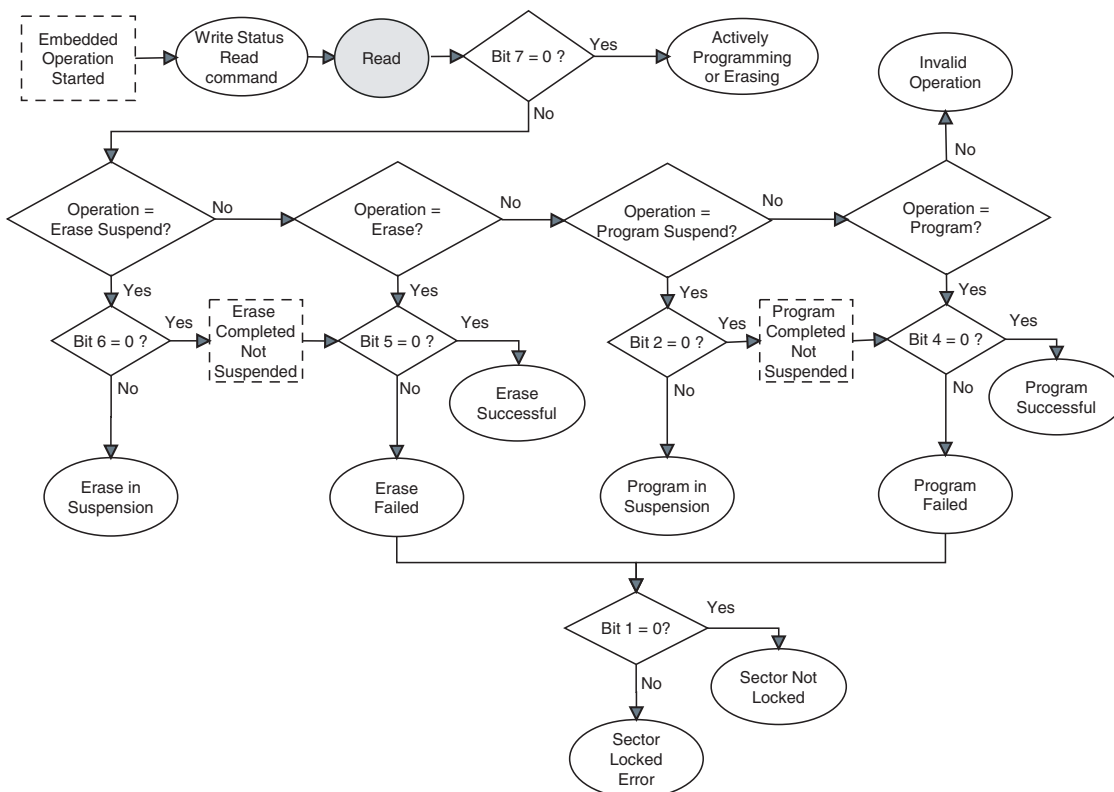 Embedded
Operation
Started
Write Status
Read
command
Read
Bit 7 = 0 ?
Yes
Actively
Programming
or Erasing
Invalid
Operation
No
No
Operation =
Erase Suspend?
No
Operation =
Erase?
No
Operation =
Program Suspend?
No
Operation =
Program?
Yes
Yes
Yes
Yes
Bit 6 = 0 ?
Yes
Erase
Completed
Not
Suspended
Bit 5 = 0 ?
Yes
Bit 2 = 0 ?
Yes
Program
Completed
Not
Suspended
Bit 4 = 0 ?
Yes
No
No
Erase
Successful
No
No
Program
Successful
Erase in
Suspension
Erase
Failed
Program in
Suspension
Program
Failed
Bit 1 = 0?
Yes
No
Sector Not
Locked
Sector
Locked
Error